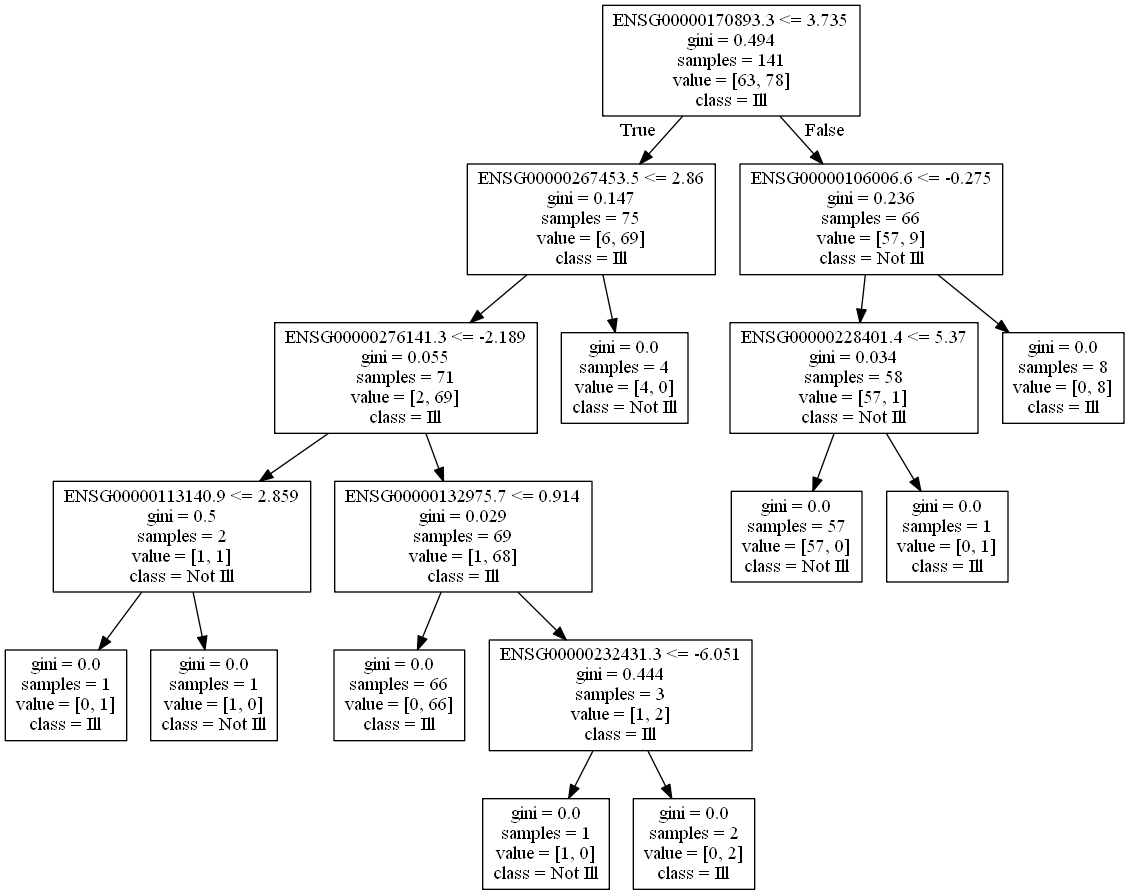 ENSG00000170893.3 <= 3.735
gini = 0.494
samples = 141
value = [63, 78]
class = Ill
True
False
ENSG00000267453.5 <= 2.86
gini = 0.147
samples = 75
value = [6, 69]
class = Ill
ENSG00000106006.6 <= -0.275
gini = 0.236
samples = 66
value = [57, 9]
class = Not Ill
ENSG00000276141.3 <= -2.189
gini = 0.055
samples = 71
value = [2, 69]
class = Ill
gini = 0.0
samples = 4
value = [4, 0]
class = Not Ill
ENSG00000228401.4 <= 5.37
gini = 0.034
samples = 58
value = [57, 1]
class = Not Ill
gini = 0.0
samples = 8
value = [0, 8]
class = Ill
ENSG00000113140.9 <= 2.859
gini = 0.5
samples = 2
value = [1, 1]
class = Not Ill
ENSG00000132975.7 <= 0.914
gini = 0.029
samples = 69
value = [1, 68]
class = Ill
gini = 0.0
samples = 57
value = [57, 0]
class = Not Ill
gini = 0.0
samples = 1
value = [0, 1]
class = Ill
gini = 0.0
samples = 1
value = [0, 1]
class = Ill
gini = 0.0
samples = 1
value = [1, 0]
class = Not Ill
gini = 0.0
samples = 66
value = [0, 66]
class = Ill
ENSG00000232431.3 <= -6.051
gini = 0.444
samples = 3
value = [1, 2]
class = Ill
gini = 0.0
samples = 1
value = [1, 0]
class = Not Ill
gini = 0.0
samples = 2
value = [0, 2]
class = Ill